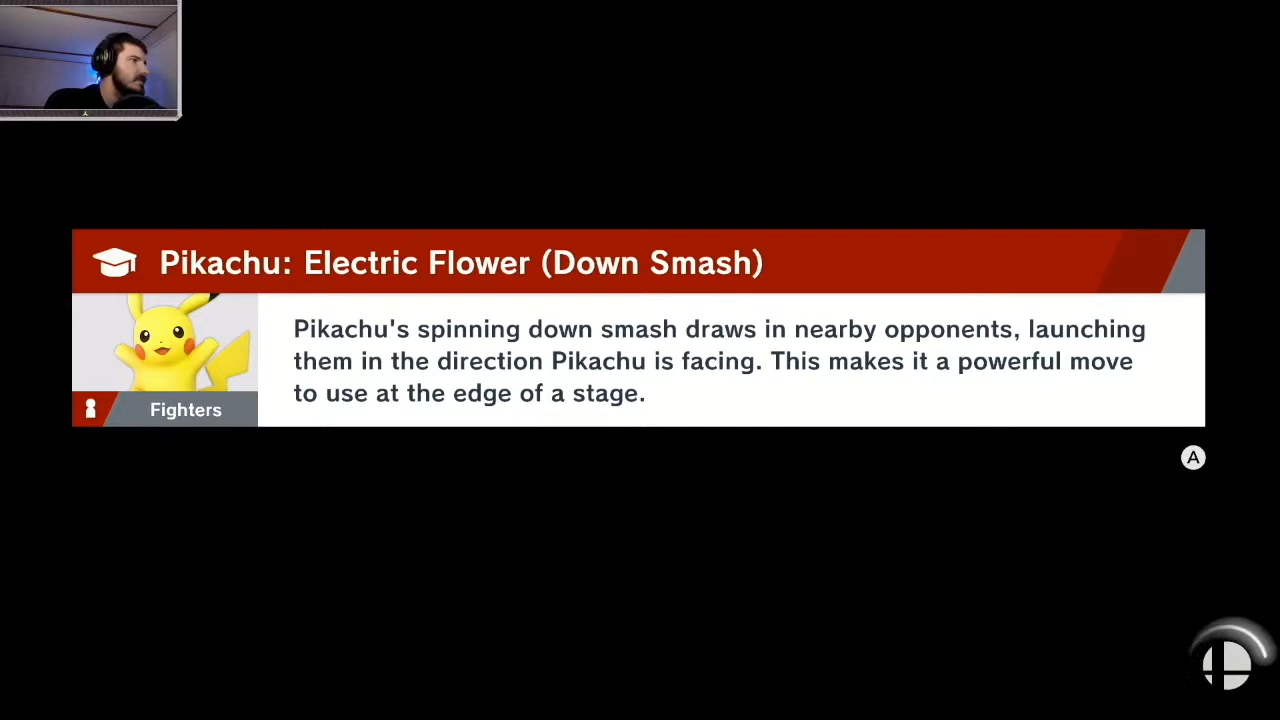 Pikachu: Electric Flower (Down Smash)
Pikachu's spinning down smash draws in nearby opponents, launching
them in the direction Pikachu is facing. This makes it a powerful move
to use at the edge of a stage.
Fighters
A